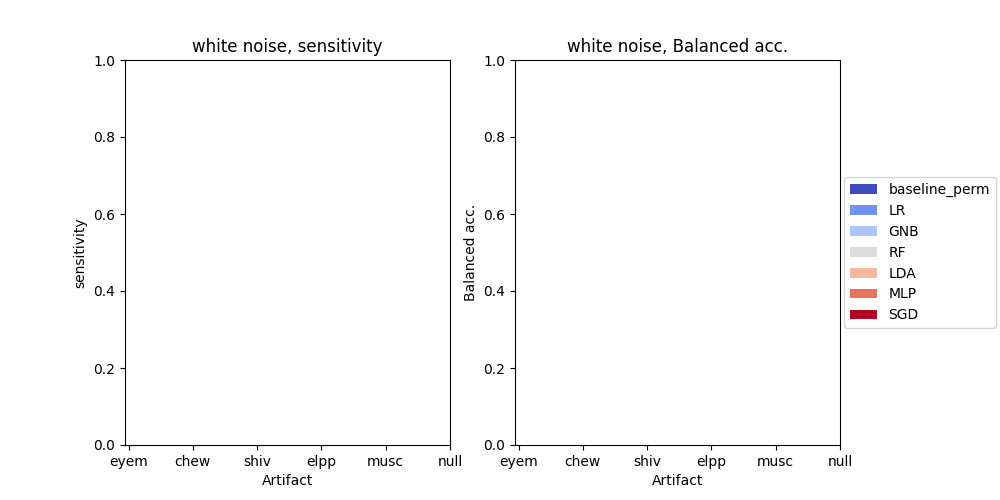 white noise, sensitivity
1.0
0.8
0.6
0.4
0.2
0.0
sensitivity
eyem chew shiv elpp musc null
Artifact
white noise, Balanced acc.
1.0
0.8
0.6
0.4
0.2
0.0
Balanced acc.
eyem chew shiv elpp musc null
Artifact
baseline_perm
LR
GNB
RF
LDA
MLP
SGD